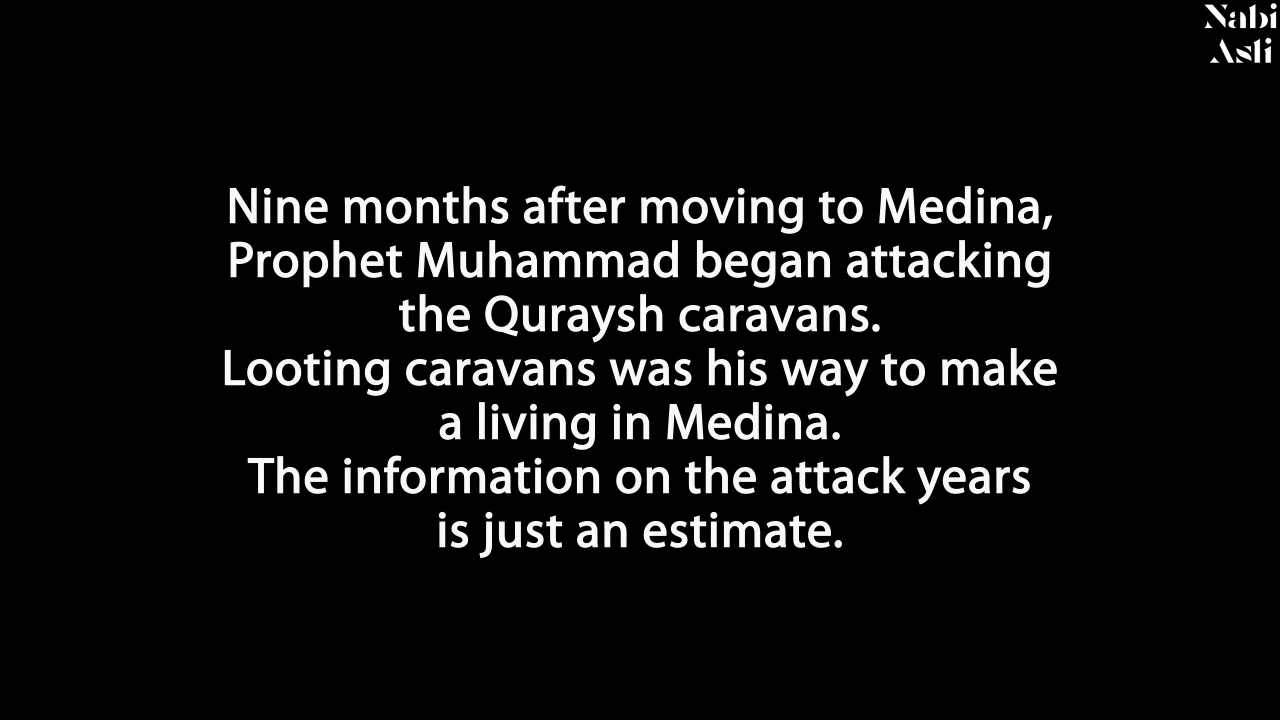 Nabi
Asli
Nine months after moving to Medina,
Prophet Muhammad began attacking
the Quraysh caravans.
Looting caravans was his way to make
a living in Medina.
The information on the attack years
is just an estimate.